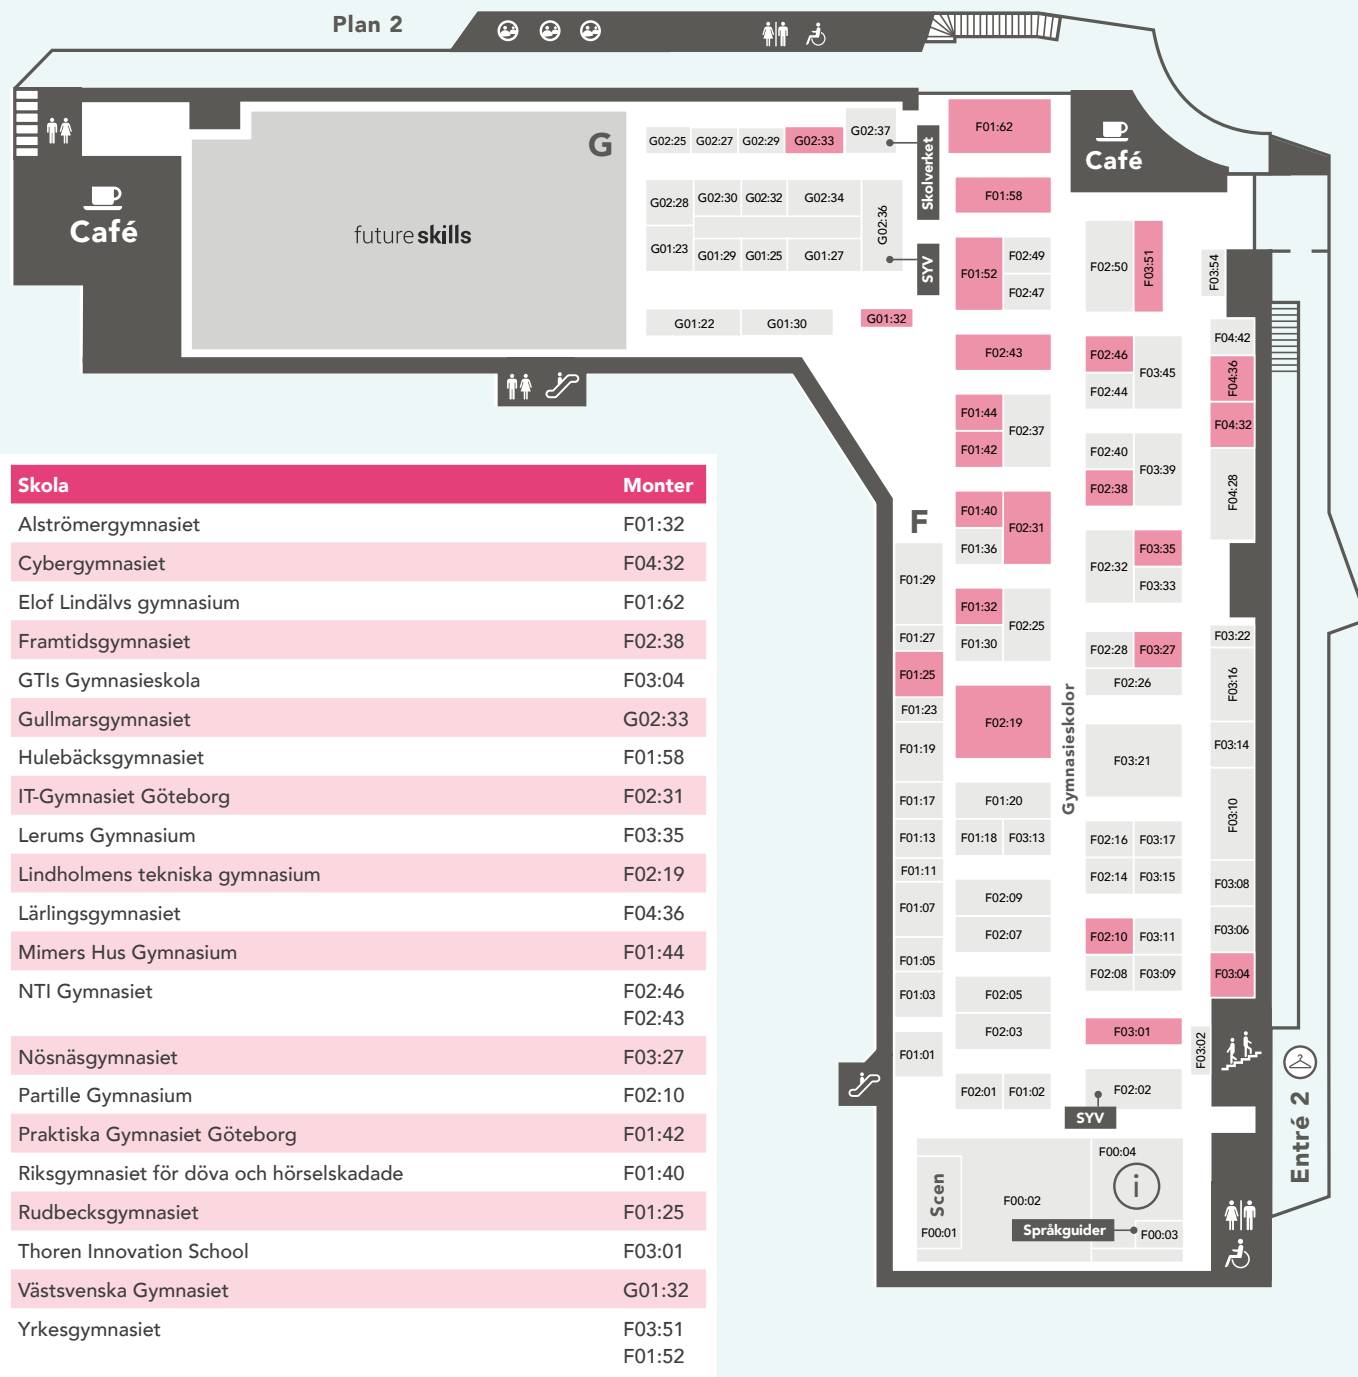 Plan 2
G
future skills
Café
G02:25 G02:27 G02:29 G02:33 G02:37
Skolverket
G02:28 G02:30 G02:32 G02:34 G02:36
G01:23 G01:29 G01:25 G01:27
SYV
G01:22 G01:30 G01:32
F01:62
Café
F01:58
F01:52 F02:49
F02:47
F02:50 F03:51
F03:54
F02:43
F02:46 F03:45
F02:44
F04:42
F04:36
F04:32
F04:28
F01:44 F02:37
F01:42
F02:40 F03:39
F02:38
F
F01:40 F02:31
F01:36
F02:32 F03:35
F03:33
F01:29
F01:27
F01:25
F01:23
F01:19
F01:17
F01:13
F01:11
F01:07
F01:05
F01:03
F01:01
F01:32 F02:25
F01:30
F02:28 F03:27
F02:26
F03:22
F03:16
F03:14
F03:10
F03:08
F03:06
F03:04
F02:19
Gymnasieskolor
F03:21
F01:20
F01:18 F03:13
F02:16 F03:17
F02:14 F03:15
F02:09
F02:07
F02:10 F03:11
F02:08 F03:09
F02:05
F02:03
F03:01
F03:02
F02:01 F01:02
F02:02
SYV
Entré 2
Scen
F00:01
F00:02
F00:04
i
Språkguider
F00:03
Skola Monter
Alströmergymnasiet F01:32
Cybergymnasiet F04:32
Elof Lindälvs gymnasium F01:62
Framtidsgymnasiet F02:38
GTIs Gymnasieskola F03:04
Gullmarsgymnasiet G02:33
Hulebäcksgymnasiet F01:58
IT-Gymnasiet Göteborg F02:31
Lerums Gymnasium F03:35
Lindholmens tekniska gymnasium F02:19
Lärlingsgymnasiet F04:36
Mimers Hus Gymnasium F01:44
NTI Gymnasiet F02:46
F02:43
Nösnäsgymnasiet F03:27
Partille Gymnasium F02:10
Praktiska Gymnasiet Göteborg F01:42
Riksgymnasiet för döva och hörselskadade F01:40
Rudbecksgymnasiet F01:25
Thoren Innovation School F03:01
Västsvenska Gymnasiet G01:32
Yrkesgymnasiet F03:51
F01:52